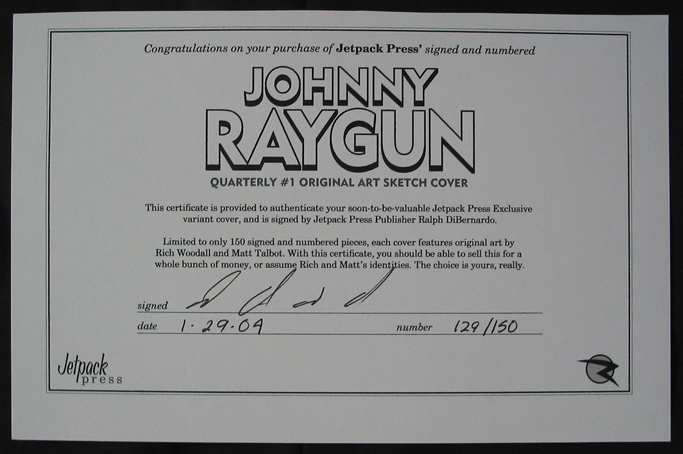 Congratulations on your purchase of Jetpack Press' signed and numbered
JOHNNY
RAYGUN
QUARTERLY #1 ORIGINAL ART SKETCH COVER
This certificate is provided to authenticate your soon-to-be-valuable Jetpack Press Exclusive
variant cover, and is signed by Jetpack Press Publisher Ralph DiBernardo.
Limited to only 150 signed and numbered pieces, each cover features original art by
Rich Woodall and Matt Talbot. With this certificate, you should be able to sell this for a
whole bunch of money, or assume Rich and Matt's identities. The choice is yours, really.
signed
date 1-29-04 number 129/150
Jetpack
press